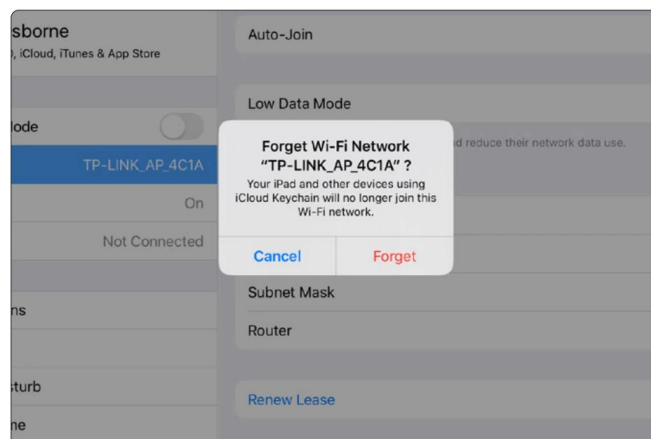 sborne
, iCloud, iTunes & App Store
lode
TP-LINK_AP_4C1A
On
Not Connected
ns
sturb
me
Auto-Join
Low Data Mode
d reduce their network data use.
Forget Wi-Fi Network
“TP-LINK_AP_4C1A” ?
Your iPad and other devices using
iCloud Keychain will no longer join this
Wi-Fi network.
Cancel
Forget
Subnet Mask
Router
Renew Lease